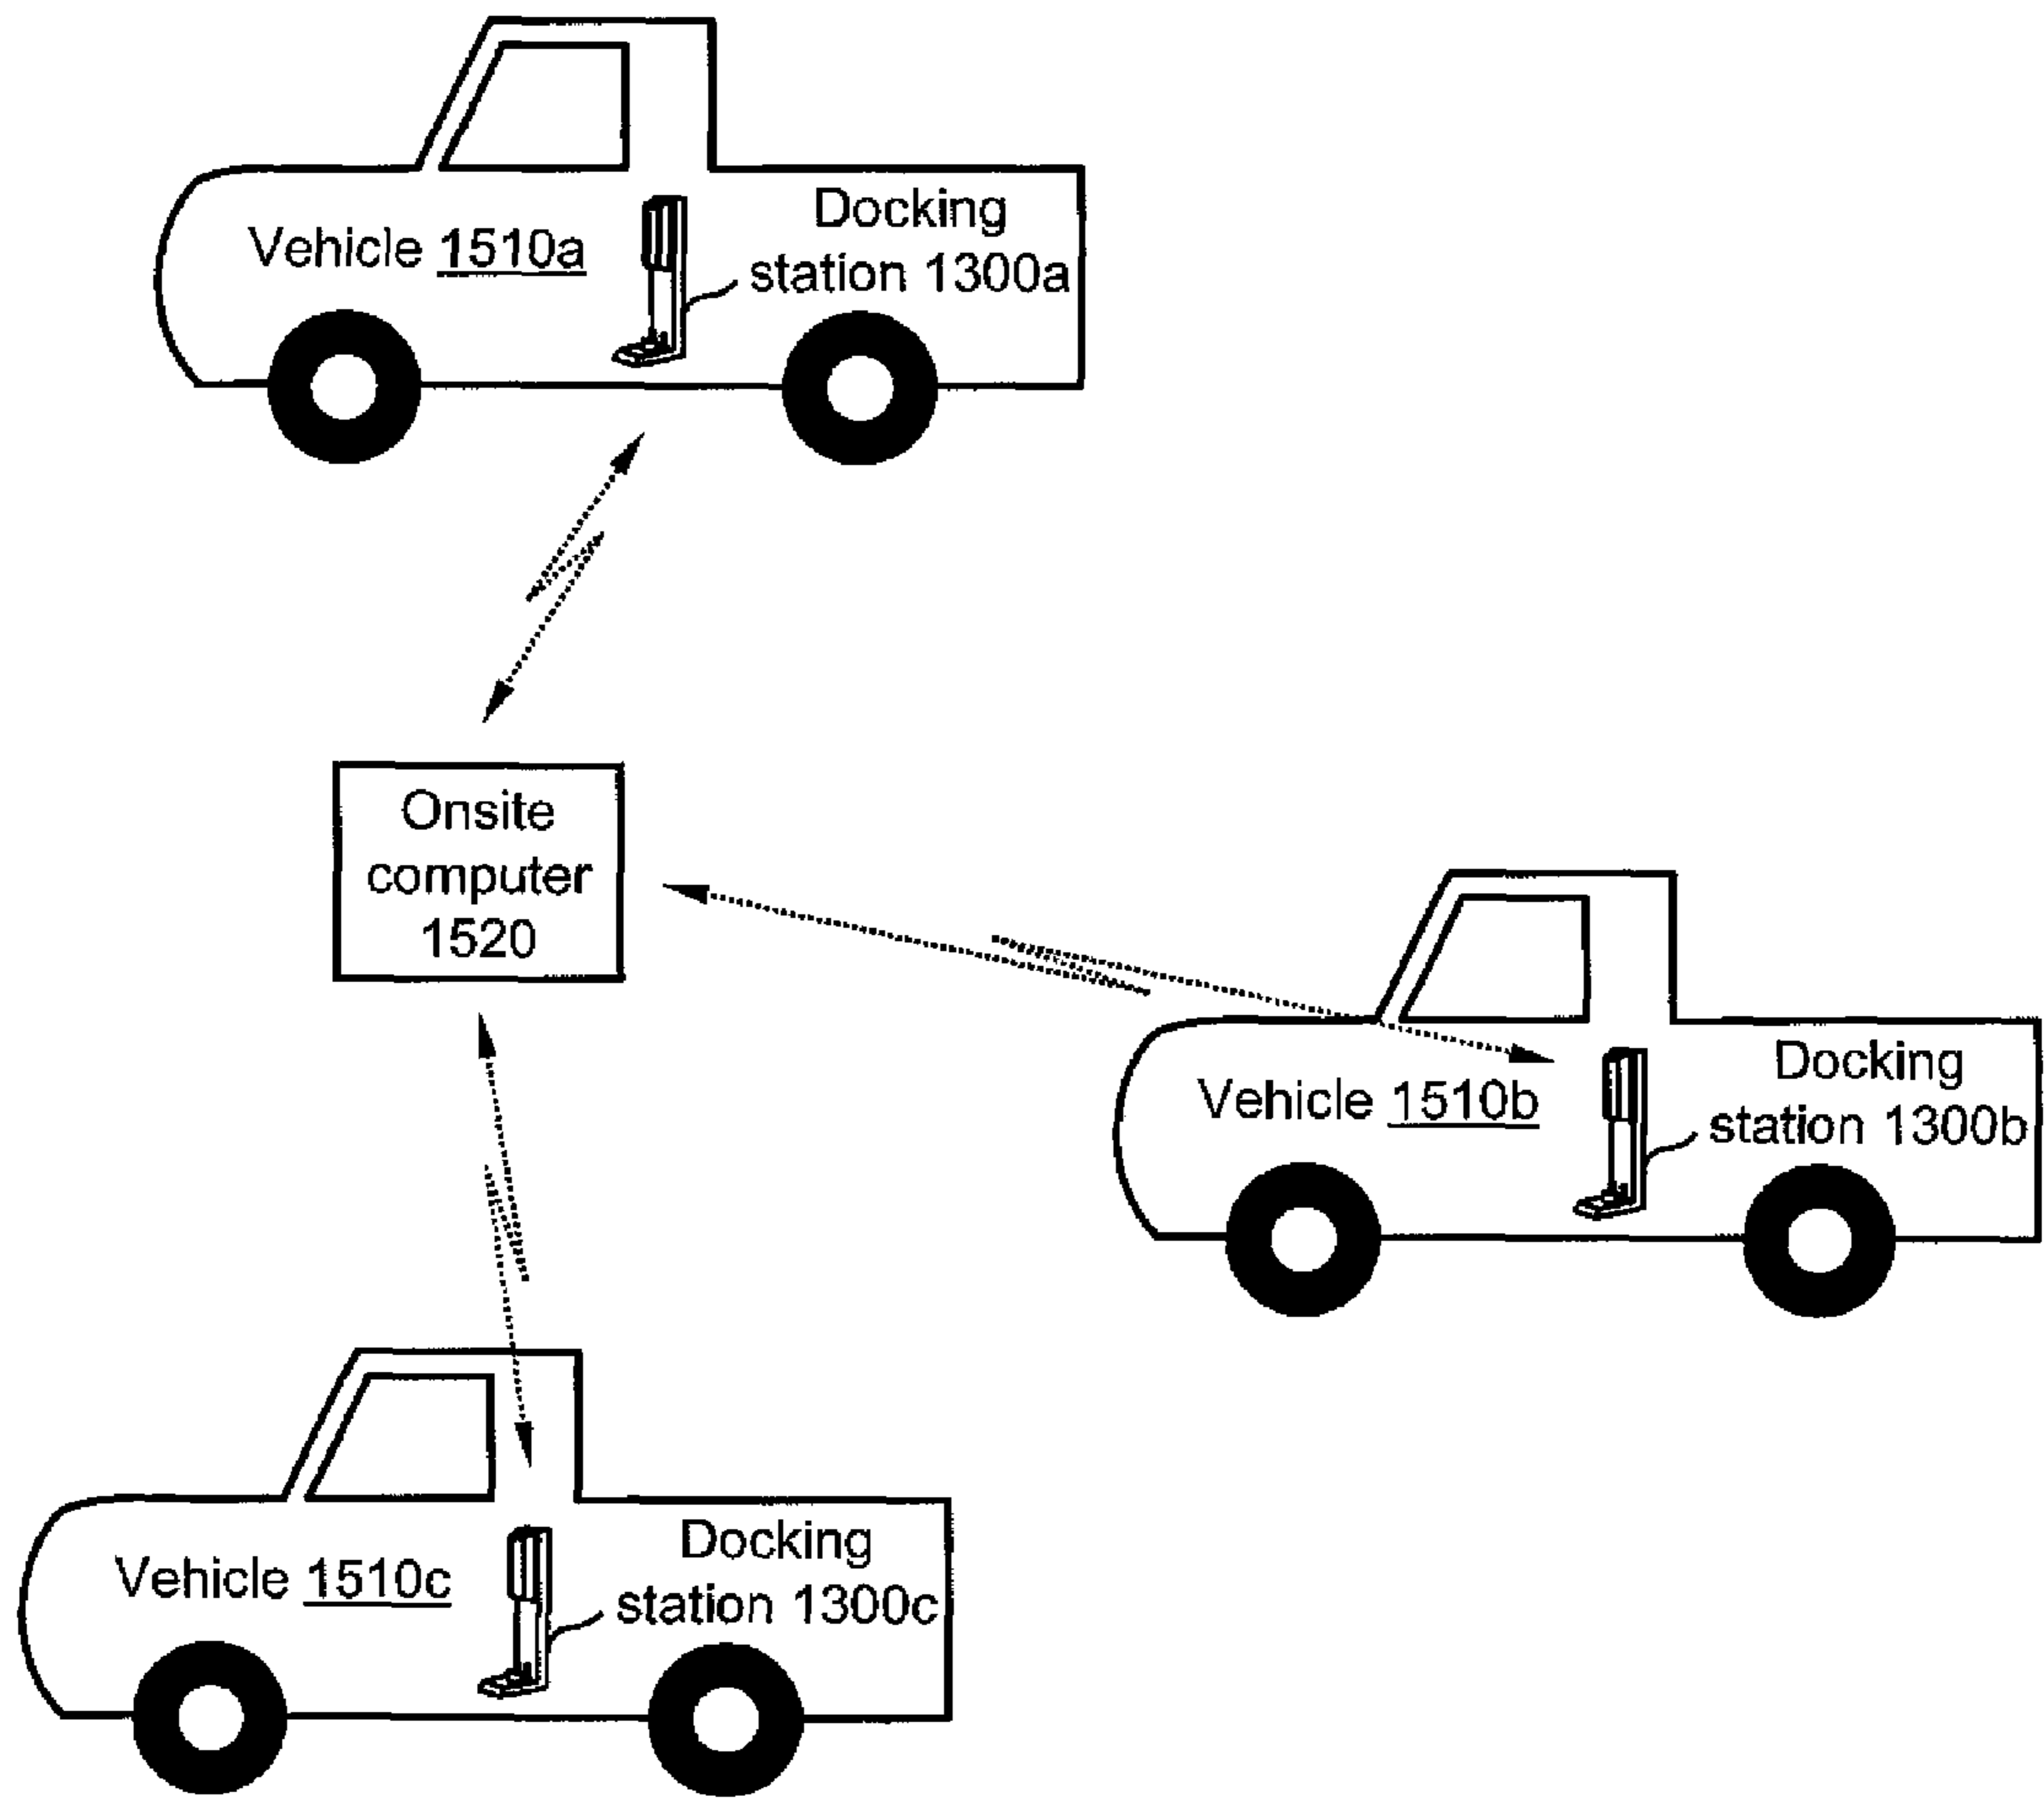 Vehicle 1510a
Docking
station 1300a
Onsite
computer
1520
Vehicle 1510b
Docking
station 1300b
Vehicle 1510c
Docking
station 1300c